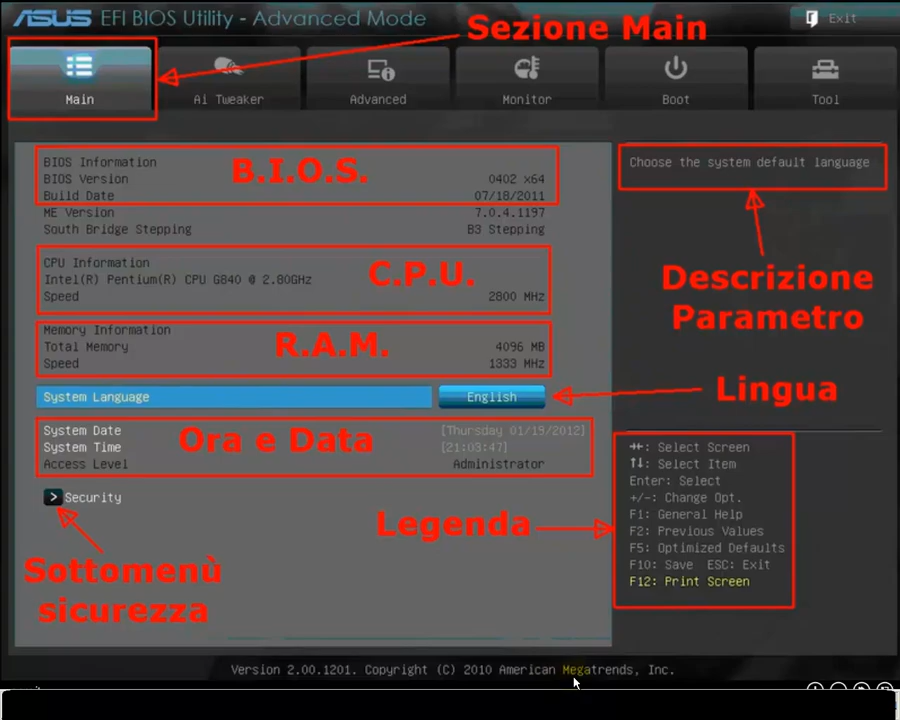 ASUS EFI BIOS Utility - Advanced Mode
Exit
Sezione Main
Main
Ai Tweaker
Advanced
Monitor
Boot
Tool
BIOS Information
B.I.O.S.
BIOS Version 0402 x64
Build Date 07/18/2011
ME Version 7.0.4.1197
South Bridge Stepping B3 Stepping
CPU Information
C.P.U.
Intel(R) Pentium(R) CPU G840 @ 2.80GHz
Speed 2800 MHz
Memory Information
R.A.M.
Total Memory 4096 MB
Speed 1333 MHz
System Language English
Lingua
System Date [Thursday 01/19/2012]
Ora e Data
System Time [21:03:47]
Access Level Administrator
> Security
Sottomenù
sicurezza
Choose the system default language
Descrizione
Parametro
Legenda
→←: Select Screen
↑↓: Select Item
Enter: Select
+/-: Change Opt.
F1: General Help
F2: Previous Values
F5: Optimized Defaults
F10: Save ESC: Exit
F12: Print Screen
Version 2.00.1201. Copyright (C) 2010 American Megatrends, Inc.